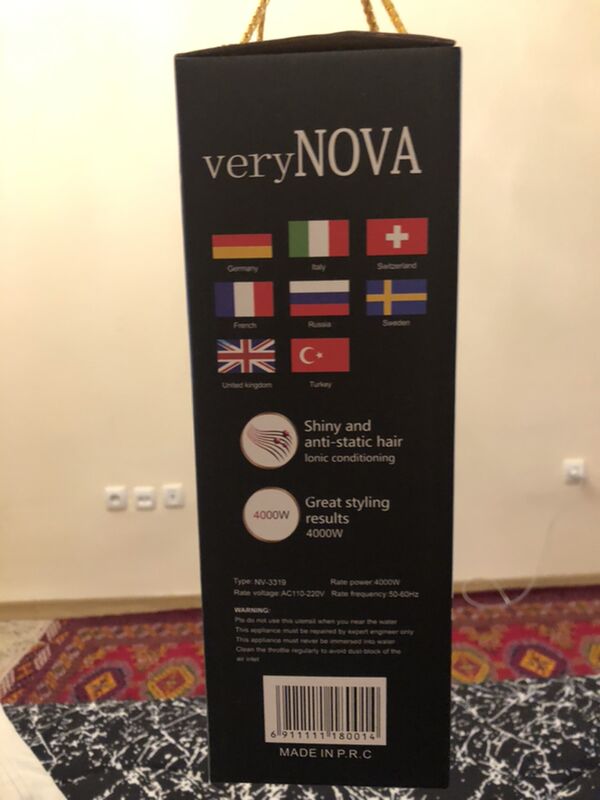 veryNOVA
Germany Italy Switzerland
French Russia Sweden
United kingdom Turkey
Shiny and
anti-static hair
Ionic conditioning
4000W
Great styling
results
4000W
Type: NV-3319 Rate power:4000W
Rate voltage:AC110-220V Rate frequency:50-60Hz
WARNING:
Pls do not use this utensil when you near the water
This appliance must be repaired by expert engineer only
This appliance must never be immersed into water
Clean the throttle regularly to avoid dust-block of the
air inlet
6 911111 180014
MADE IN P.R.C